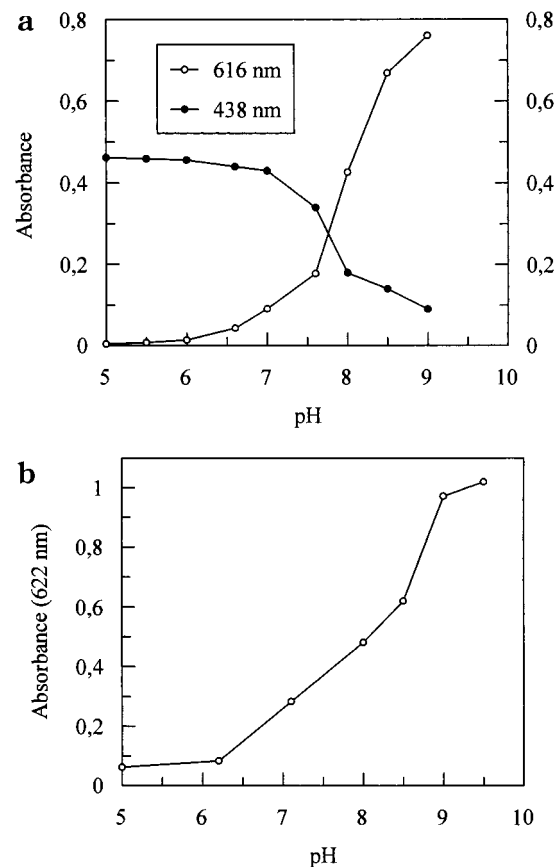 a
0,8 0,8
616 nm
438 nm
0,6 0,6
Absorbance
0,4 0,4
0,2 0,2
0 0
5 6 7 8 9 10
pH
b
1
0,8
Absorbance (622 nm)
0,6
0,4
0,2
0
5 6 7 8 9 10
pH